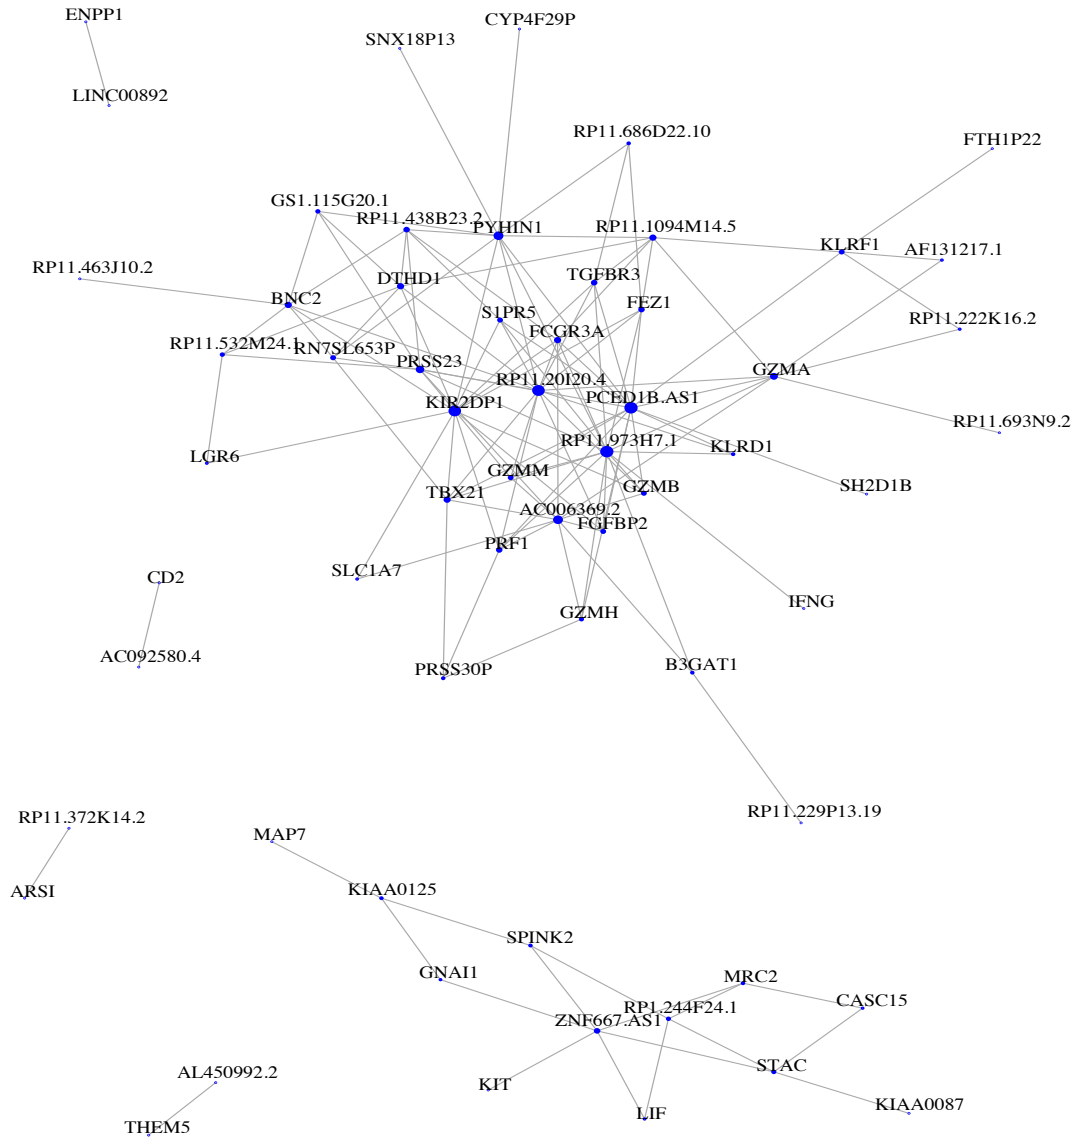 ENPP1
CYP4F29P
SNX18P13
LINC00892
RP11.686D22.10
FTH1P22
GS1.115G20.1
RP11.438B23.2
PYHIN1
RP11.1094M14.5
KLRF1
AF131217.1
RP11.463J10.2
DTHD1
TGFBR3
BNC2
FEZ1
S1PR5
RP11.222K16.2
FCGR3A
RP11.532M24.1
RN7SL653P
PRSS23
GZMA
RP11.20I20.4
KIR2DP1
PCED1B.AS1
RP11.693N9.2
RP11.973H7.1
KLRD1
LGR6
GZMM
GZMB
SH2D1B
TBX21
AC006369.2
FGFBP2
PRF1
SLC1A7
CD2
IFNG
GZMH
AC092580.4
PRSS30P
B3GAT1
RP11.229P13.19
RP11.372K14.2
MAP7
ARSI
KIAA0125
SPINK2
GNAI1
MRC2
CASC15
RP1.244F24.1
ZNF667.AS1
STAC
AL450992.2
KIT
KIAA0087
LIF
THEM5